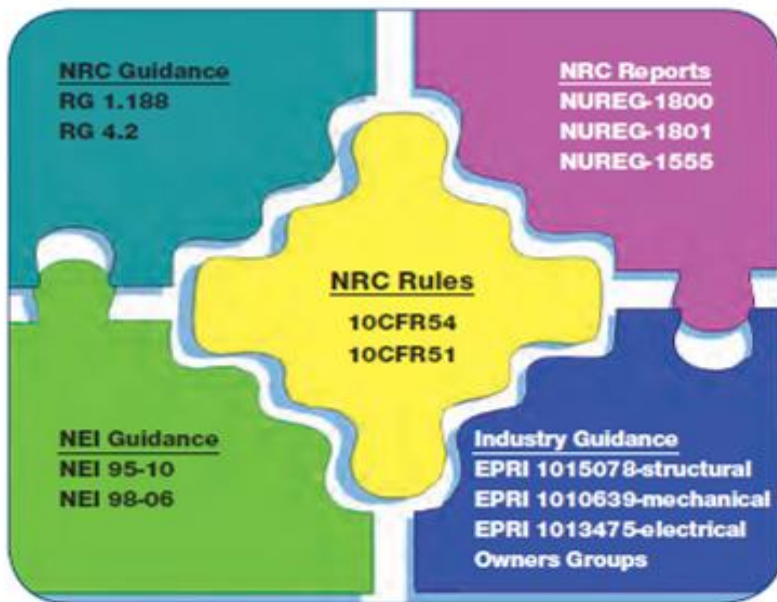 NRC Guidance
RG 1.188
RG 4.2
NRC Reports
NUREG-1800
NUREG-1801
NUREG-1555
NRC Rules
10CFR54
10CFR51
NEI Guidance
NEI 95-10
NEI 98-06
Industry Guidance
EPRI 1015078-structural
EPRI 1010639-mechanical
EPRI 1013475-electrical
Owners Groups